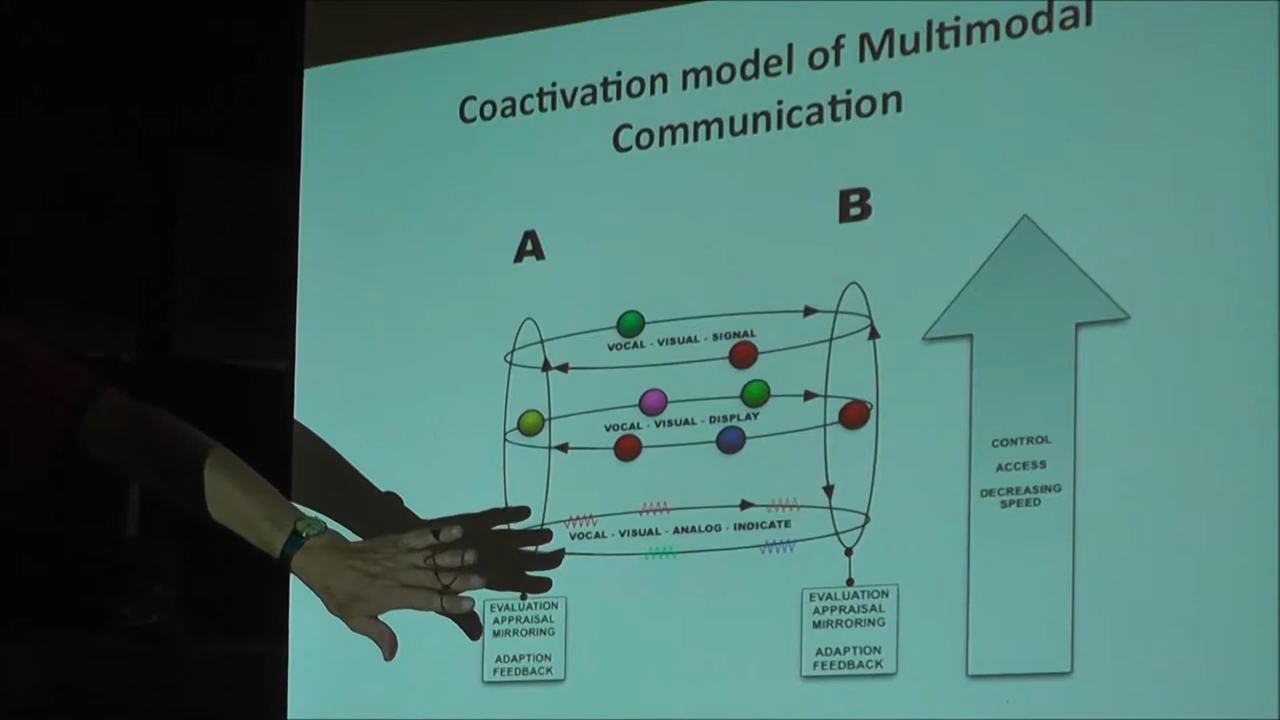 Coactivation model of Multimodal
Communication
A
B
VOCAL - VISUAL - SIGNAL
VOCAL - VISUAL - DISPLAY
VOCAL - VISUAL - ANALOG - INDICATE
EVALUATION
APPRAISAL
MIRRORING
ADAPTION
FEEDBACK
EVALUATION
APPRAISAL
MIRRORING
ADAPTION
FEEDBACK
CONTROL
ACCESS
DECREASING
SPEED